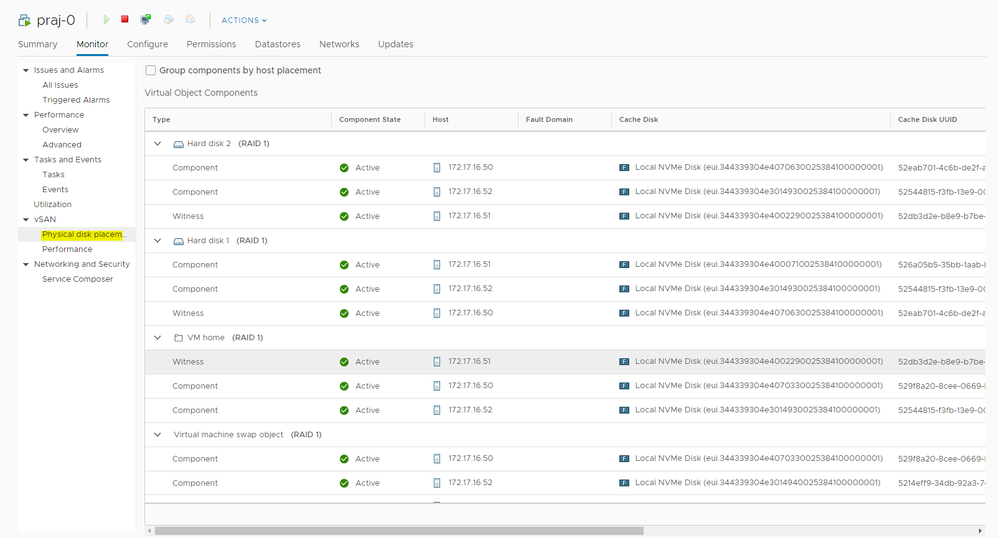 praj-0 ACTIONS
Summary Monitor Configure Permissions Datastores Networks Updates
Issues and Alarms
All Issues
Triggered Alarms
Performance
Overview
Advanced
Tasks and Events
Tasks
Events
Utilization
vSAN
Physical disk placem...
Performance
Networking and Security
Service Composer
Group components by host placement
Virtual Object Components
Type Component State Host Fault Domain Cache Disk Cache Disk UUID
Hard disk 2 (RAID 1)
Component Active 172.17.16.50 F Local NVMe Disk (eui.344339304e4070630025384100000001) 52eab701-4c6b-de2f-a
Component Active 172.17.16.52 F Local NVMe Disk (eui.344339304e3014930025384100000001) 52544815-f3fb-13e9-00
Witness Active 172.17.16.51 F Local NVMe Disk (eui.344339304e4002290025384100000001) 52db3d2e-b8e9-b7be-
Hard disk 1 (RAID 1)
Component Active 172.17.16.51 F Local NVMe Disk (eui.344339304e4000710025384100000001) 526a05b5-35bb-1aab-
Component Active 172.17.16.52 F Local NVMe Disk (eui.344339304e3014930025384100000001) 52544815-f3fb-13e9-00
Witness Active 172.17.16.50 F Local NVMe Disk (eui.344339304e4070630025384100000001) 52eab701-4c6b-de2f-a
VM home (RAID 1)
Witness Active 172.17.16.51 F Local NVMe Disk (eui.344339304e4002290025384100000001) 52db3d2e-b8e9-b7be-
Component Active 172.17.16.50 F Local NVMe Disk (eui.344339304e4070330025384100000001) 529f8a20-8cee-0669-
Component Active 172.17.16.52 F Local NVMe Disk (eui.344339304e3014930025384100000001) 52544815-f3fb-13e9-00
Virtual machine swap object (RAID 1)
Component Active 172.17.16.50 F Local NVMe Disk (eui.344339304e4070330025384100000001) 529f8a20-8cee-0669-
Component Active 172.17.16.52 F Local NVMe Disk (eui.344339304e3014940025384100000001) 5214eff9-34db-92a3-7